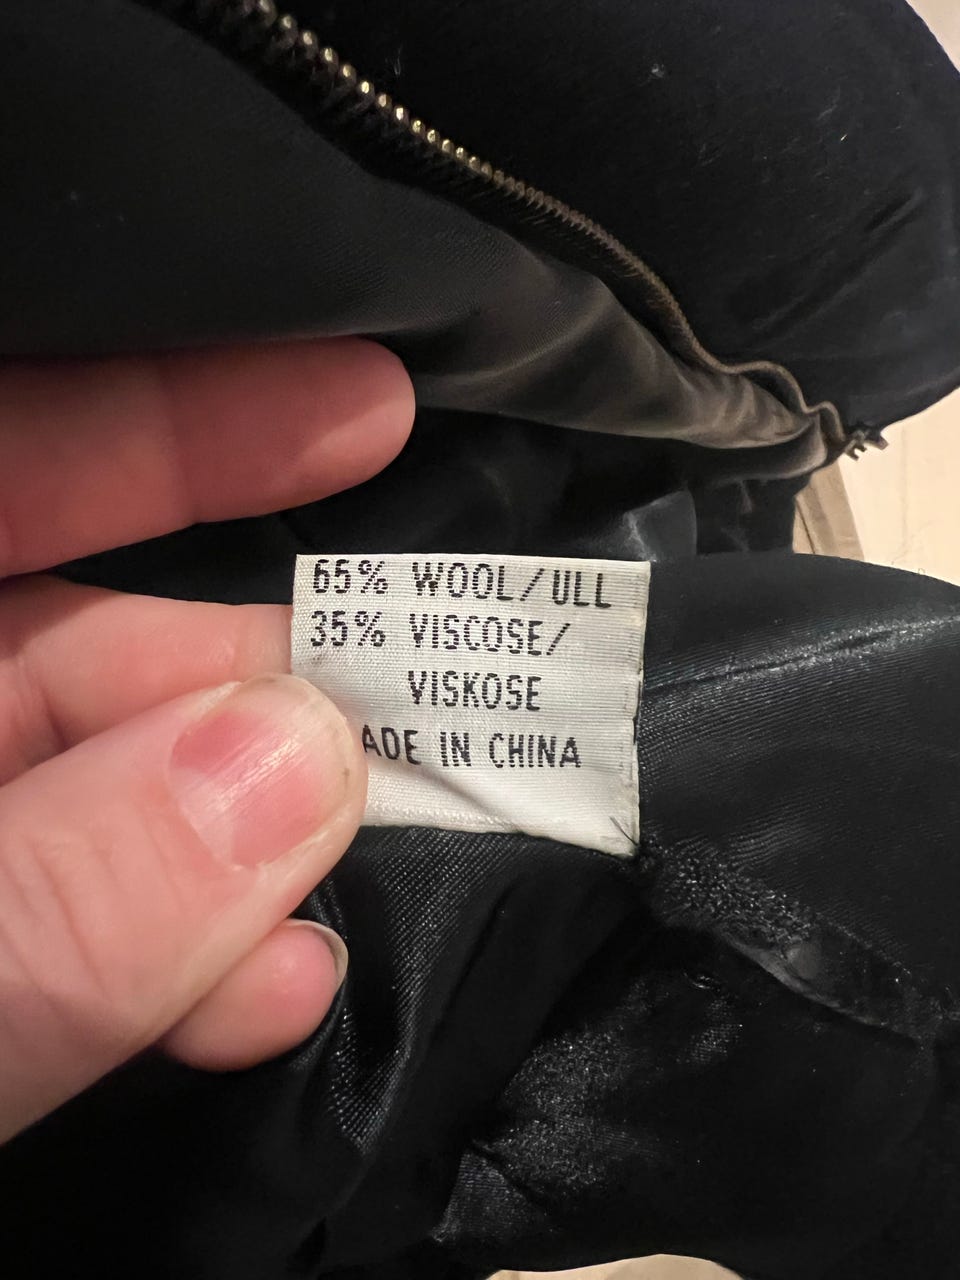 65% WOOL/ULL
35% VISCOSE/
VISKOSE
ADE IN CHINA